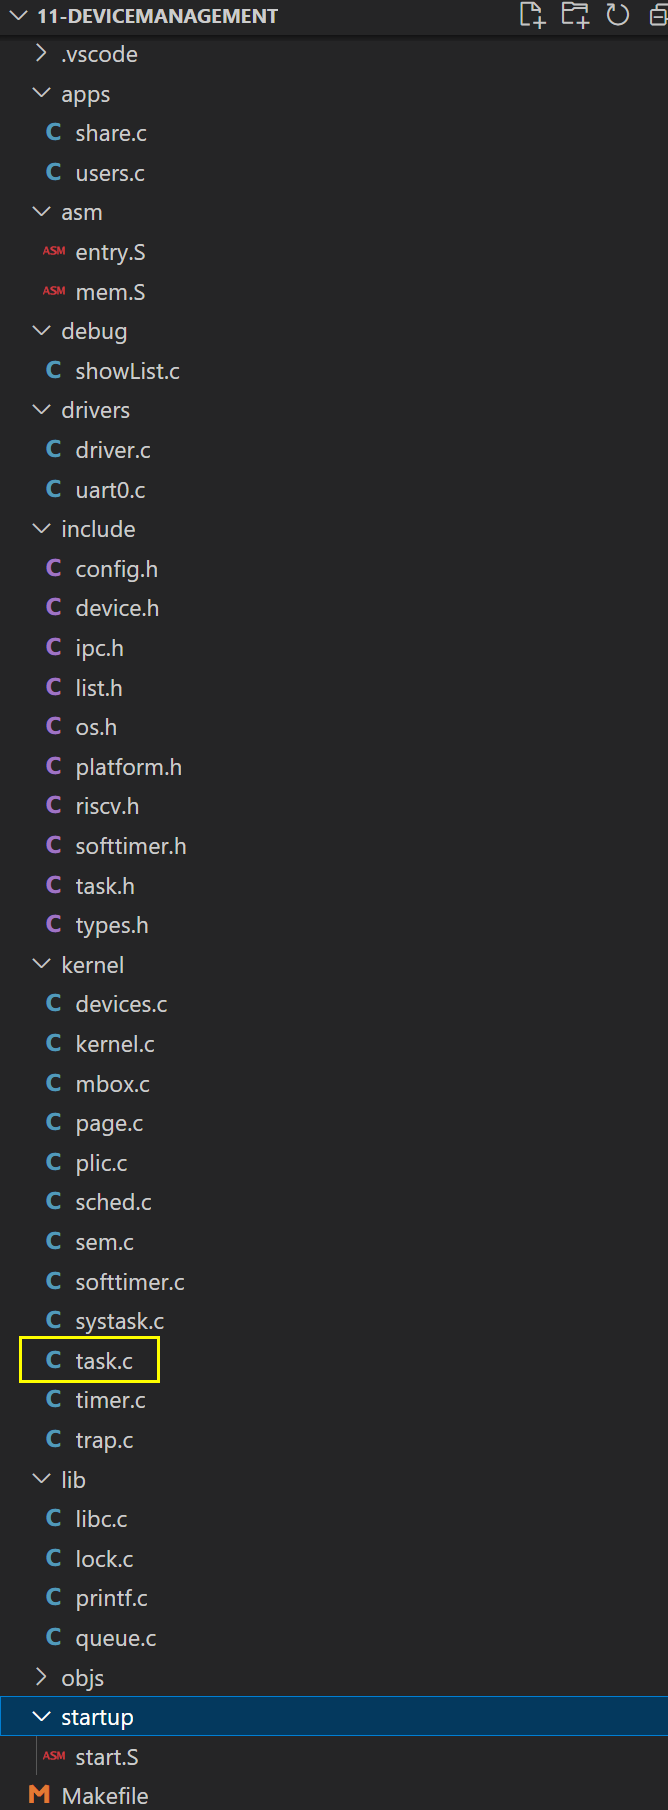 11-DEVICEMANAGEMENT
.vscode
apps
C share.c
C users.c
asm
ASM entry.S
ASM mem.S
debug
C showList.c
drivers
C driver.c
C uart0.c
include
C config.h
C device.h
C ipc.h
C list.h
C os.h
C platform.h
C riscv.h
C softtimer.h
C task.h
C types.h
kernel
C devices.c
C kernel.c
C mbox.c
C page.c
C plic.c
C sched.c
C sem.c
C softtimer.c
C systask.c
C task.c
C timer.c
C trap.c
lib
C libc.c
C lock.c
C printf.c
C queue.c
objs
startup
ASM start.S
M Makefile